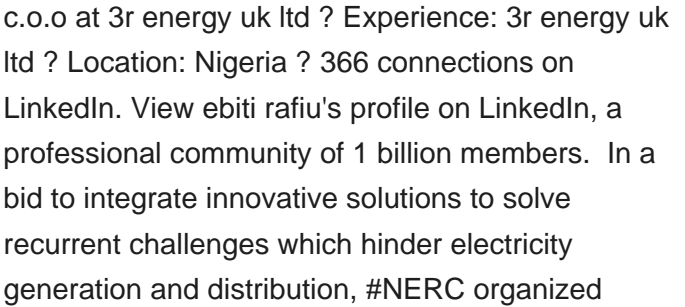 c.o.o at 3r energy uk ltd ? Experience: 3r energy uk
ltd ? Location: Nigeria ? 366 connections on
LinkedIn. View ebiti rafiu's profile on LinkedIn, a
professional community of 1 billion members.  In a
bid to integrate innovative solutions to solve
recurrent challenges which hinder electricity
generation and distribution, #NERC organized